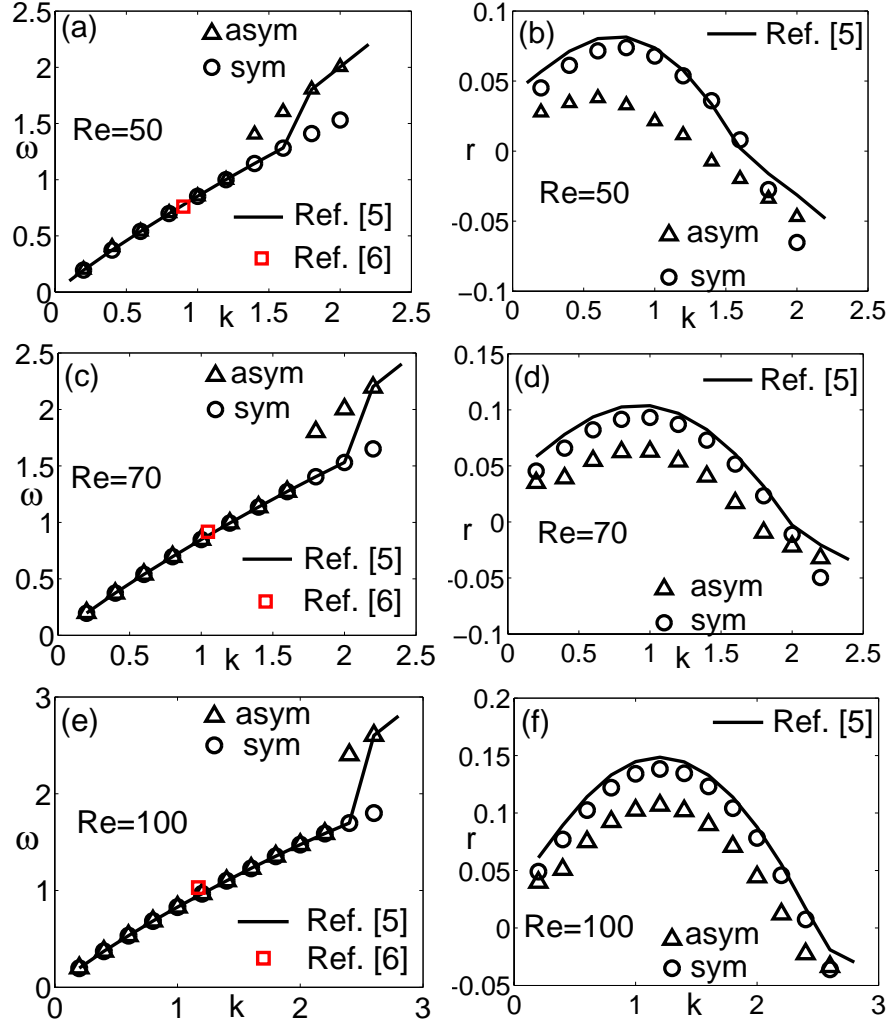 (a)
asym
sym
Re=50
Ref. [5]
Ref. [6]
ω
2.5
2
1.5
1
0.5
0
0 0.5 1 1.5 2 2.5
k
(b)
Ref. [5]
Re=50
asym
sym
r
0.1
0.05
0
−0.05
−0.1
0 0.5 1 1.5 2 2.5
k
(c)
asym
sym
Re=70
Ref. [5]
Ref. [6]
ω
2.5
2
1.5
1
0.5
0
0 0.5 1 1.5 2 2.5
k
(d)
Ref. [5]
Re=70
asym
sym
r
0.15
0.1
0.05
0
−0.05
−0.1
0 0.5 1 1.5 2 2.5
k
(e)
asym
sym
Re=100
Ref. [5]
Ref. [6]
ω
3
2
1
0
0 1 2 3
k
(f)
Ref. [5]
Re=100
asym
sym
r
0.2
0.15
0.1
0.05
0
−0.05
0 1 2 3
k